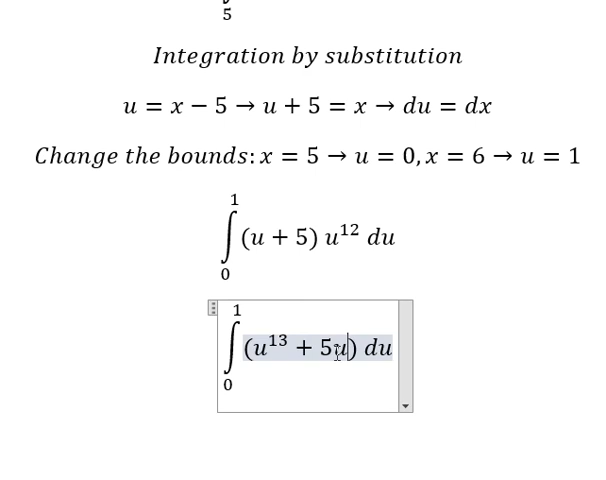 5
Integration by substitution
u = x − 5 → u + 5 = x → du = dx
Change the bounds: x = 5 → u = 0, x = 6 → u = 1
1
∫ (u + 5) u¹² du
0
1
∫ (u¹³ + 5u) du
0